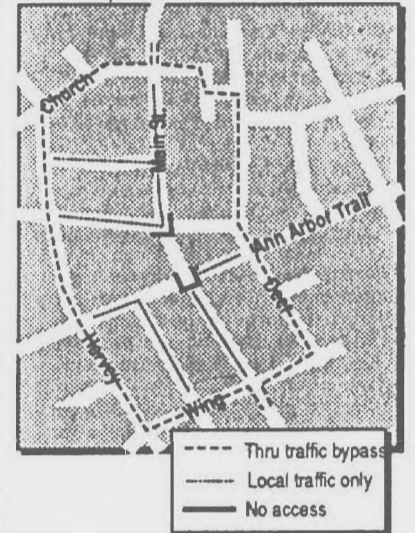 Church
Main St.
Ann Arbor Trail
Deer
Harvey
Wing
Thru traffic bypass
Local traffic only
No access